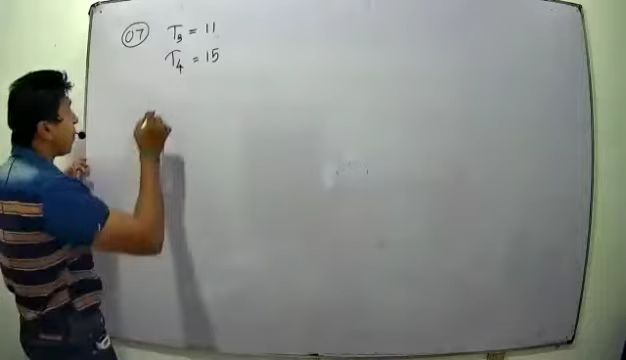 07 T₃ = 11
T₄ = 15